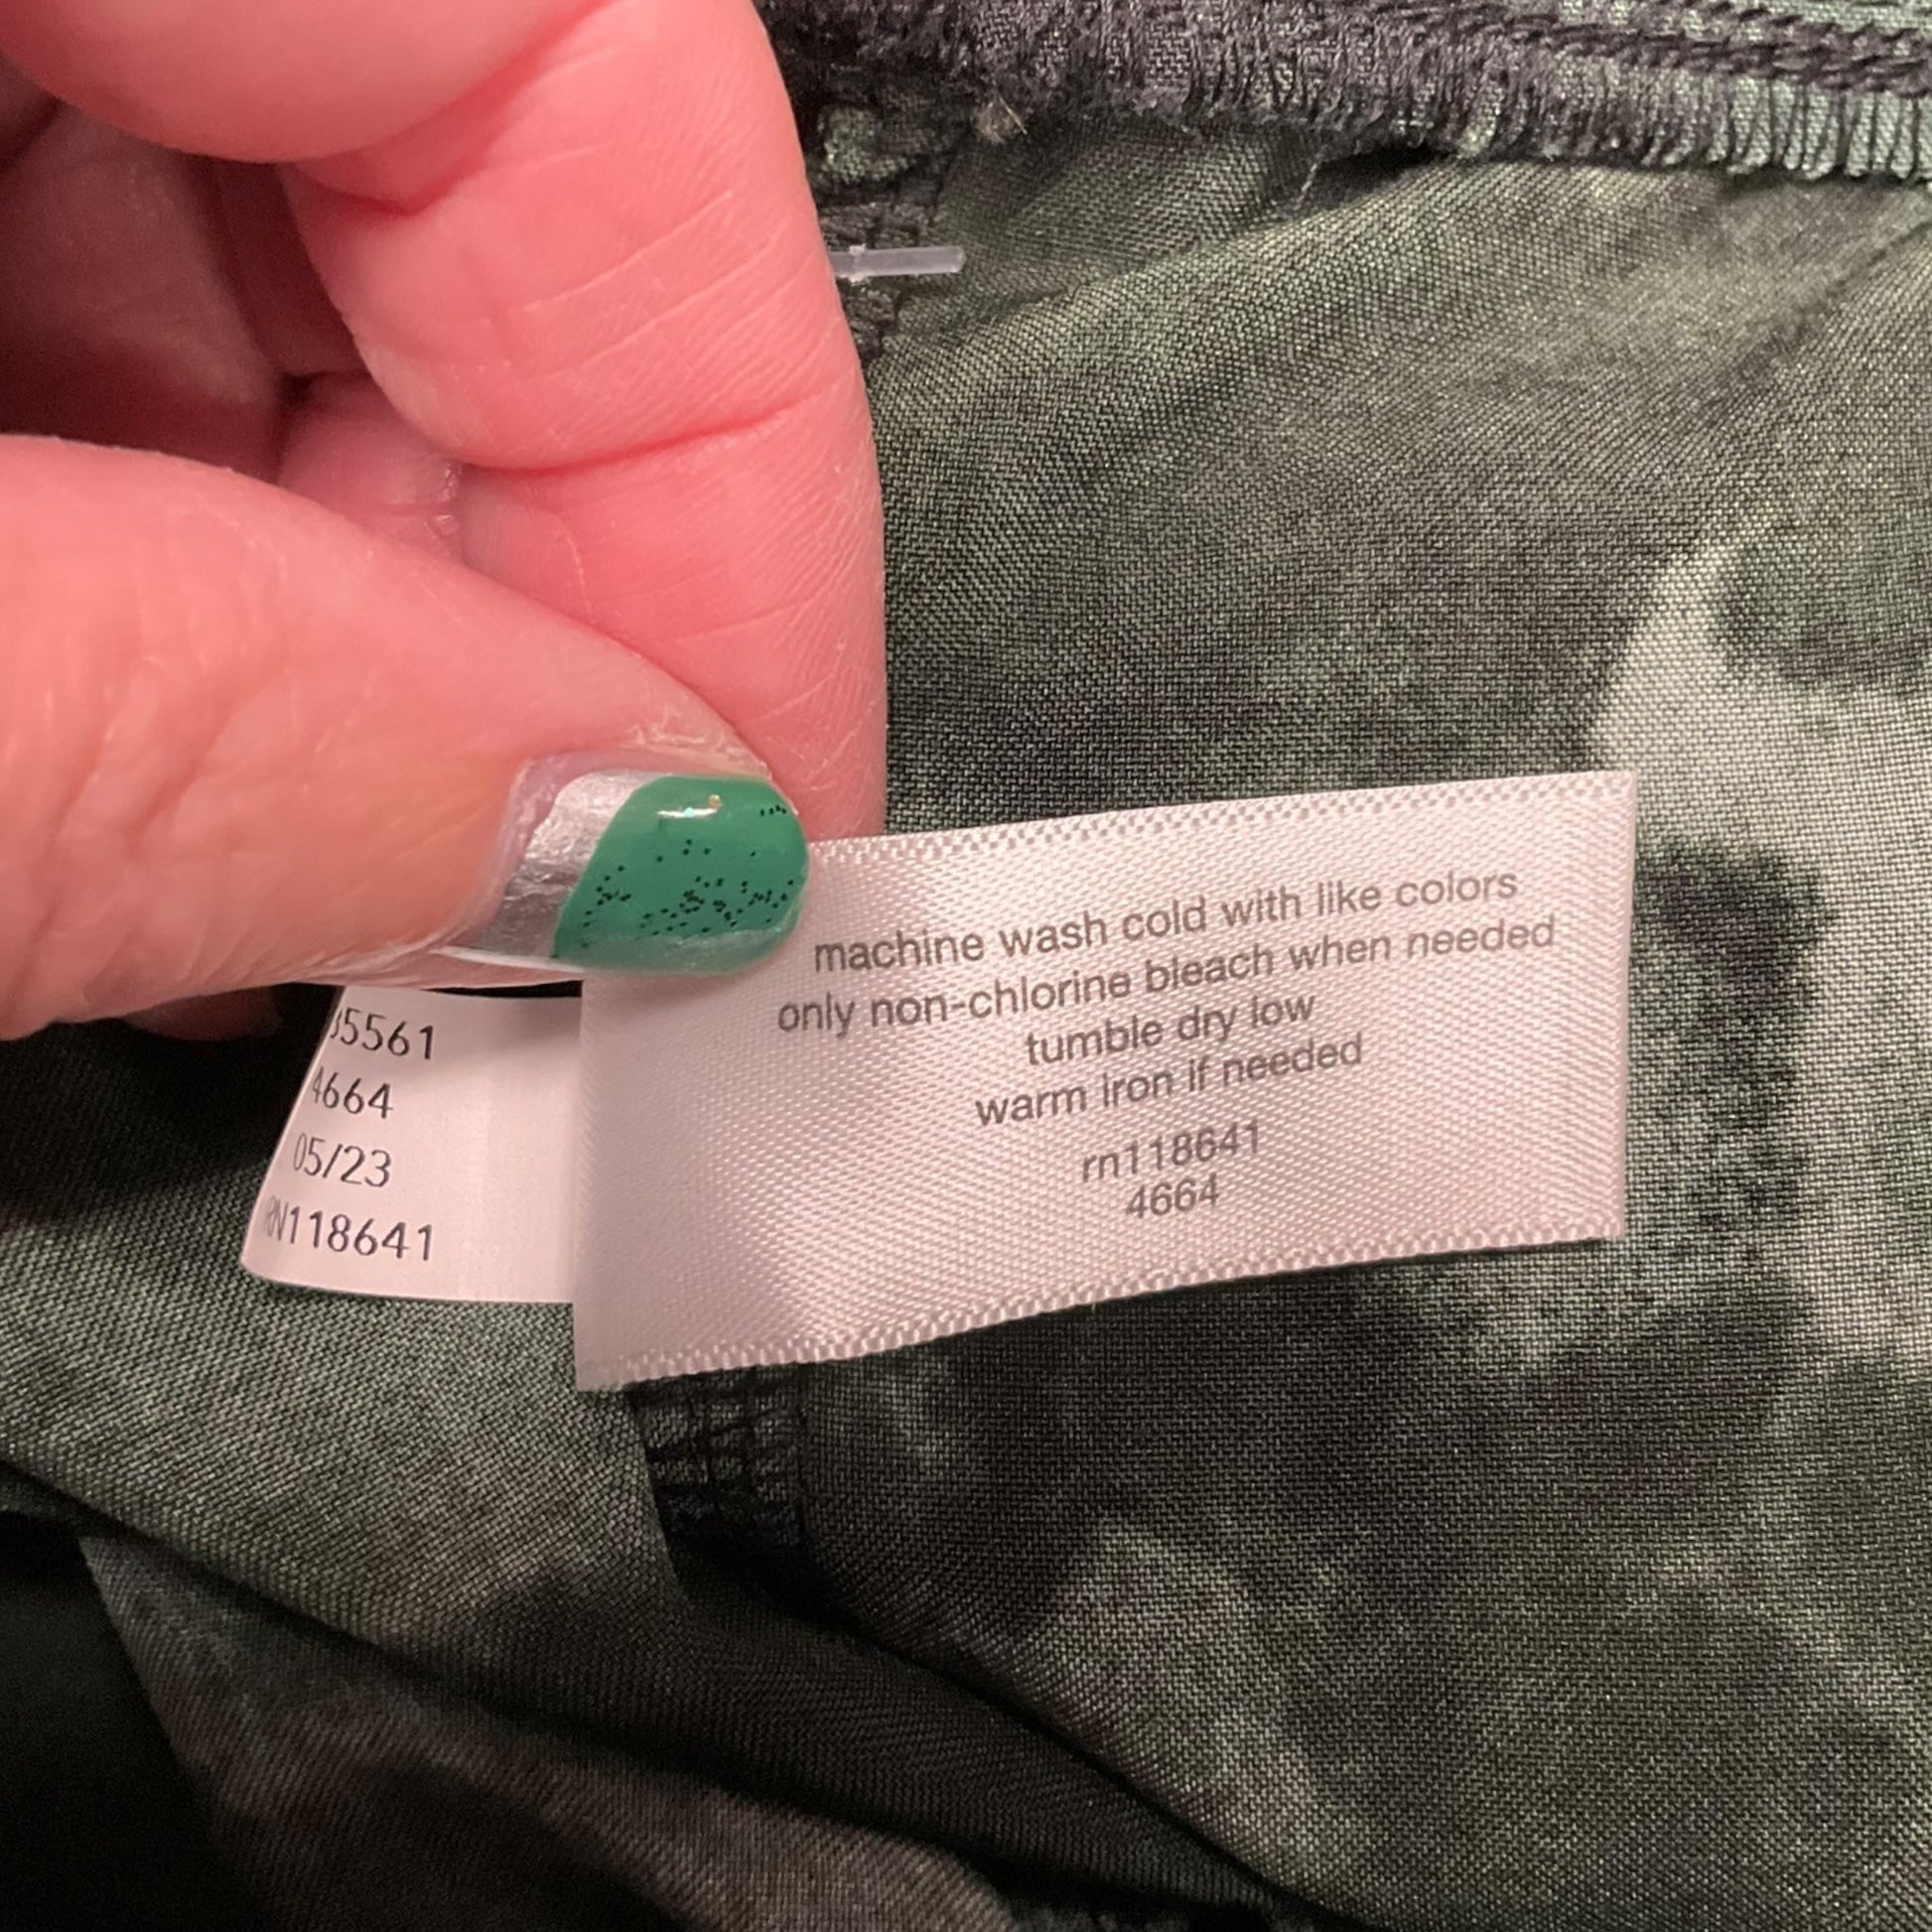 machine wash cold with like colors
only non-chlorine bleach when needed
tumble dry low
warm iron if needed
rn118641
4664
4664
05/23
RN118641